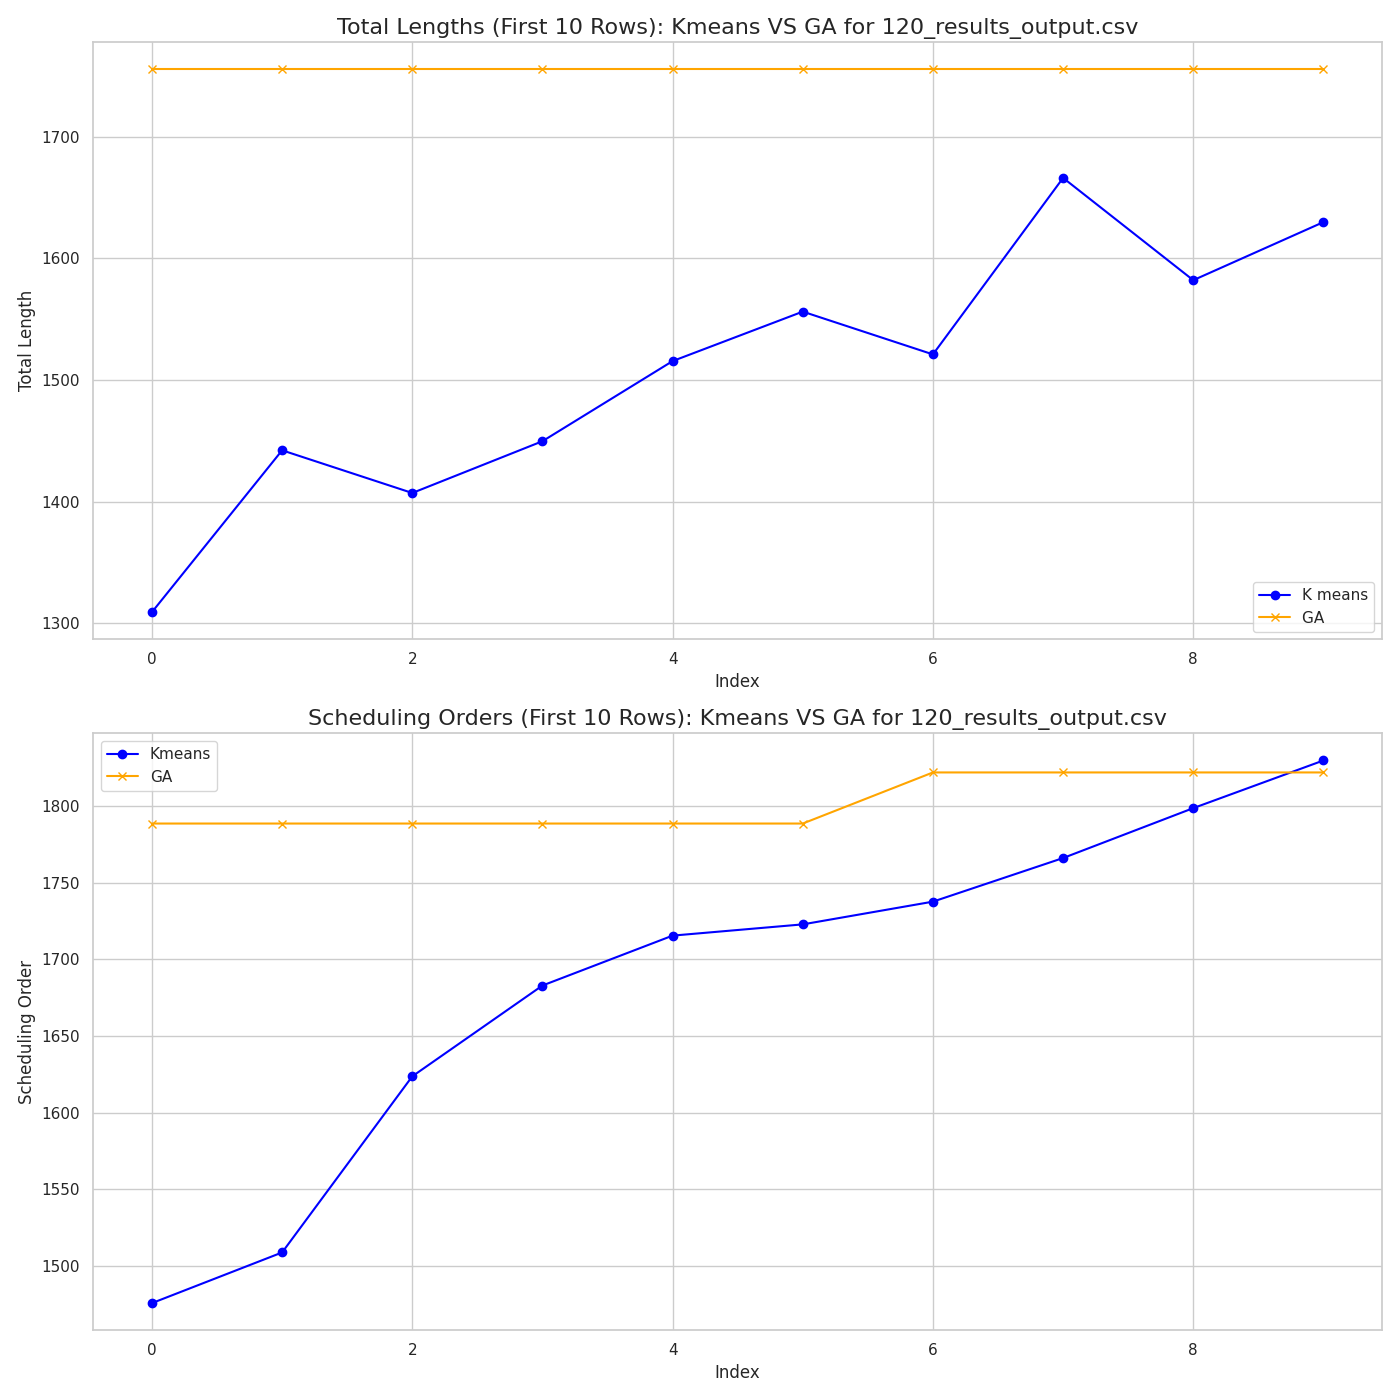 Total Lengths (First 10 Rows): Kmeans VS GA for 120_results_output.csv
Total Length
1700
1600
1500
1400
1300
K means
GA
0 2 4 6 8
Index
Scheduling Orders (First 10 Rows): Kmeans VS GA for 120_results_output.csv
Kmeans
GA
Scheduling Order
1800
1750
1700
1650
1600
1550
1500
0 2 4 6 8
Index